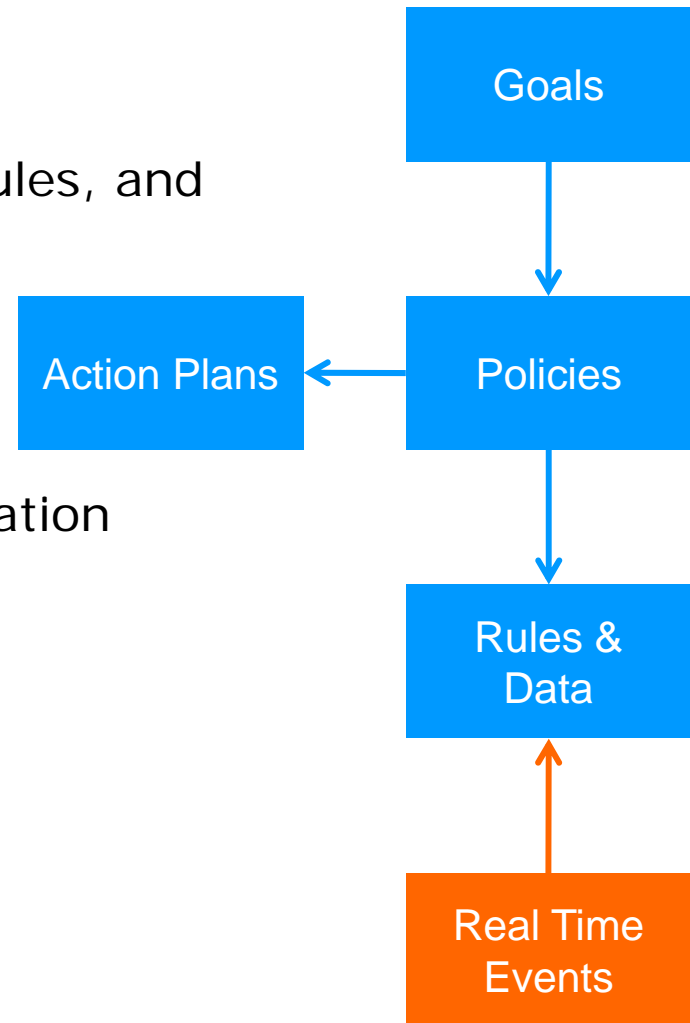 Goals
ules, and
Action Plans
Policies
ation
Rules &
Data
Real Time
Events